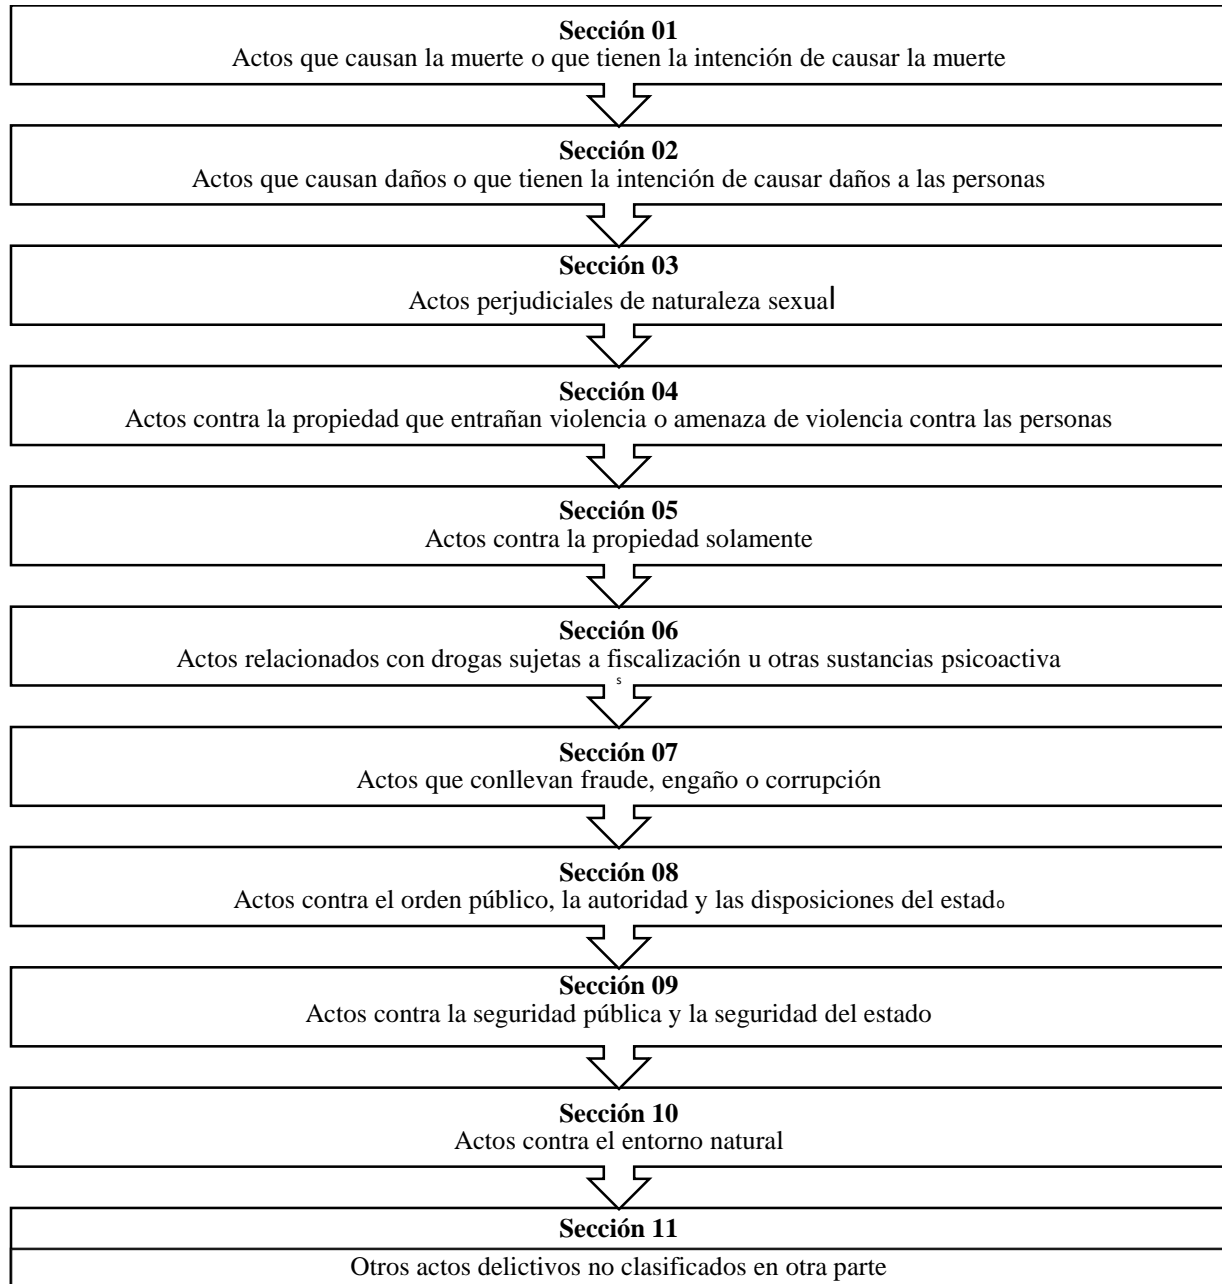 Sección 01
Actos que causan la muerte o que tienen la intención de causar la muerte
Sección 02
Actos que causan daños o que tienen la intención de causar daños a las personas
Sección 03
Actos perjudiciales de naturaleza sexual
Sección 04
Actos contra la propiedad que entrañan violencia o amenaza de violencia contra las personas
Sección 05
Actos contra la propiedad solamente
Sección 06
Actos relacionados con drogas sujetas a fiscalización u otras sustancias psicoactiva
s
Sección 07
Actos que conllevan fraude, engaño o corrupción
Sección 08
Actos contra el orden público, la autoridad y las disposiciones del estado
Sección 09
Actos contra la seguridad pública y la seguridad del estado
Sección 10
Actos contra el entorno natural
Sección 11
Otros actos delictivos no clasificados en otra parte